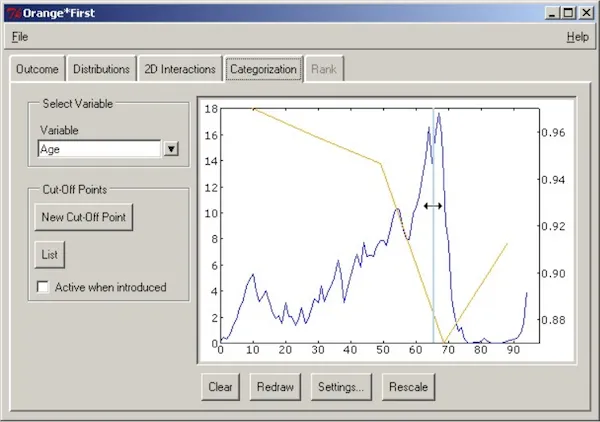 Orange*First
File Help
Outcome Distributions 2D Interactions Categorization Rank
Select Variable
Variable
Age
Cut-Off Points
New Cut-Off Point
List
Active when introduced
18
16
14
12
10
8
6
4
2
0
0.96
0.94
0.92
0.90
0.88
0 10 20 30 40 50 60 70 80 90
Clear Redraw Settings... Rescale